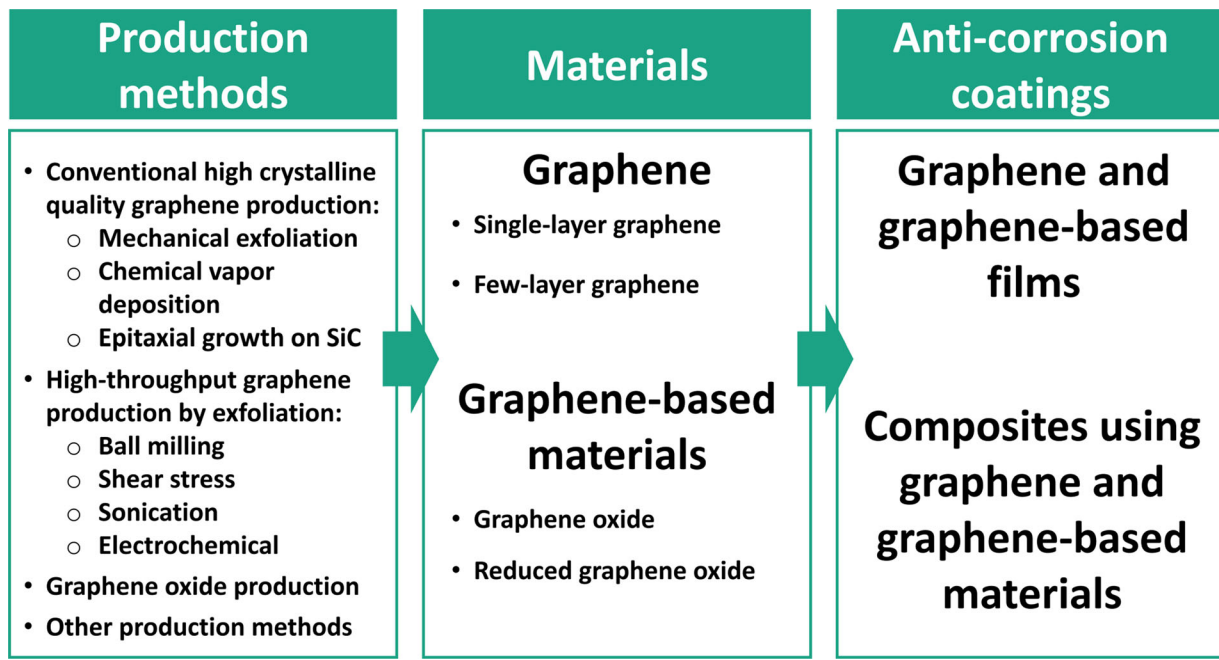 Production
methods
• Conventional high crystalline
quality graphene production:
o Mechanical exfoliation
o Chemical vapor
deposition
o Epitaxial growth on SiC
• High-throughput graphene
production by exfoliation:
o Ball milling
o Shear stress
o Sonication
o Electrochemical
• Graphene oxide production
• Other production methods
Materials
Graphene
• Single-layer graphene
• Few-layer graphene
Graphene-based
materials
• Graphene oxide
• Reduced graphene oxide
Anti-corrosion
coatings
Graphene and
graphene-based
films
Composites using
graphene and
graphene-based
materials